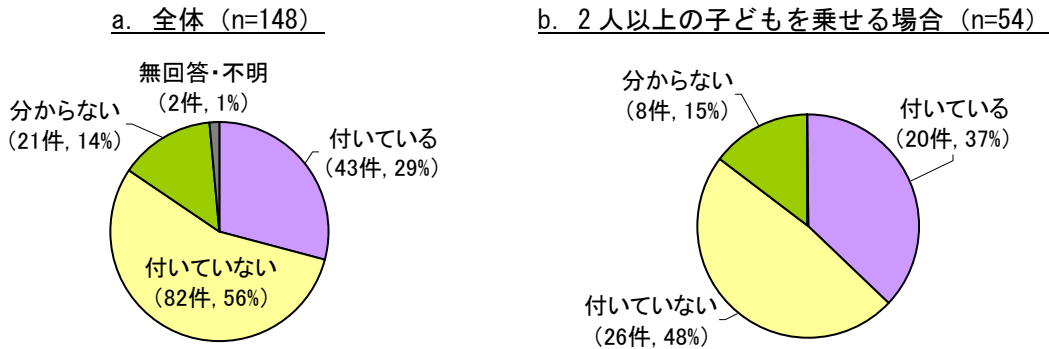 a. 全体（n=148）
無回答・不明
（2件, 1%）
分からない
（21件, 14%）
付いている
（43件, 29%）
付いていない
（82件, 56%）
b. 2人以上の子どもを乗せる場合（n=54）
分からない
（8件, 15%）
付いている
（20件, 37%）
付いていない
（26件, 48%）